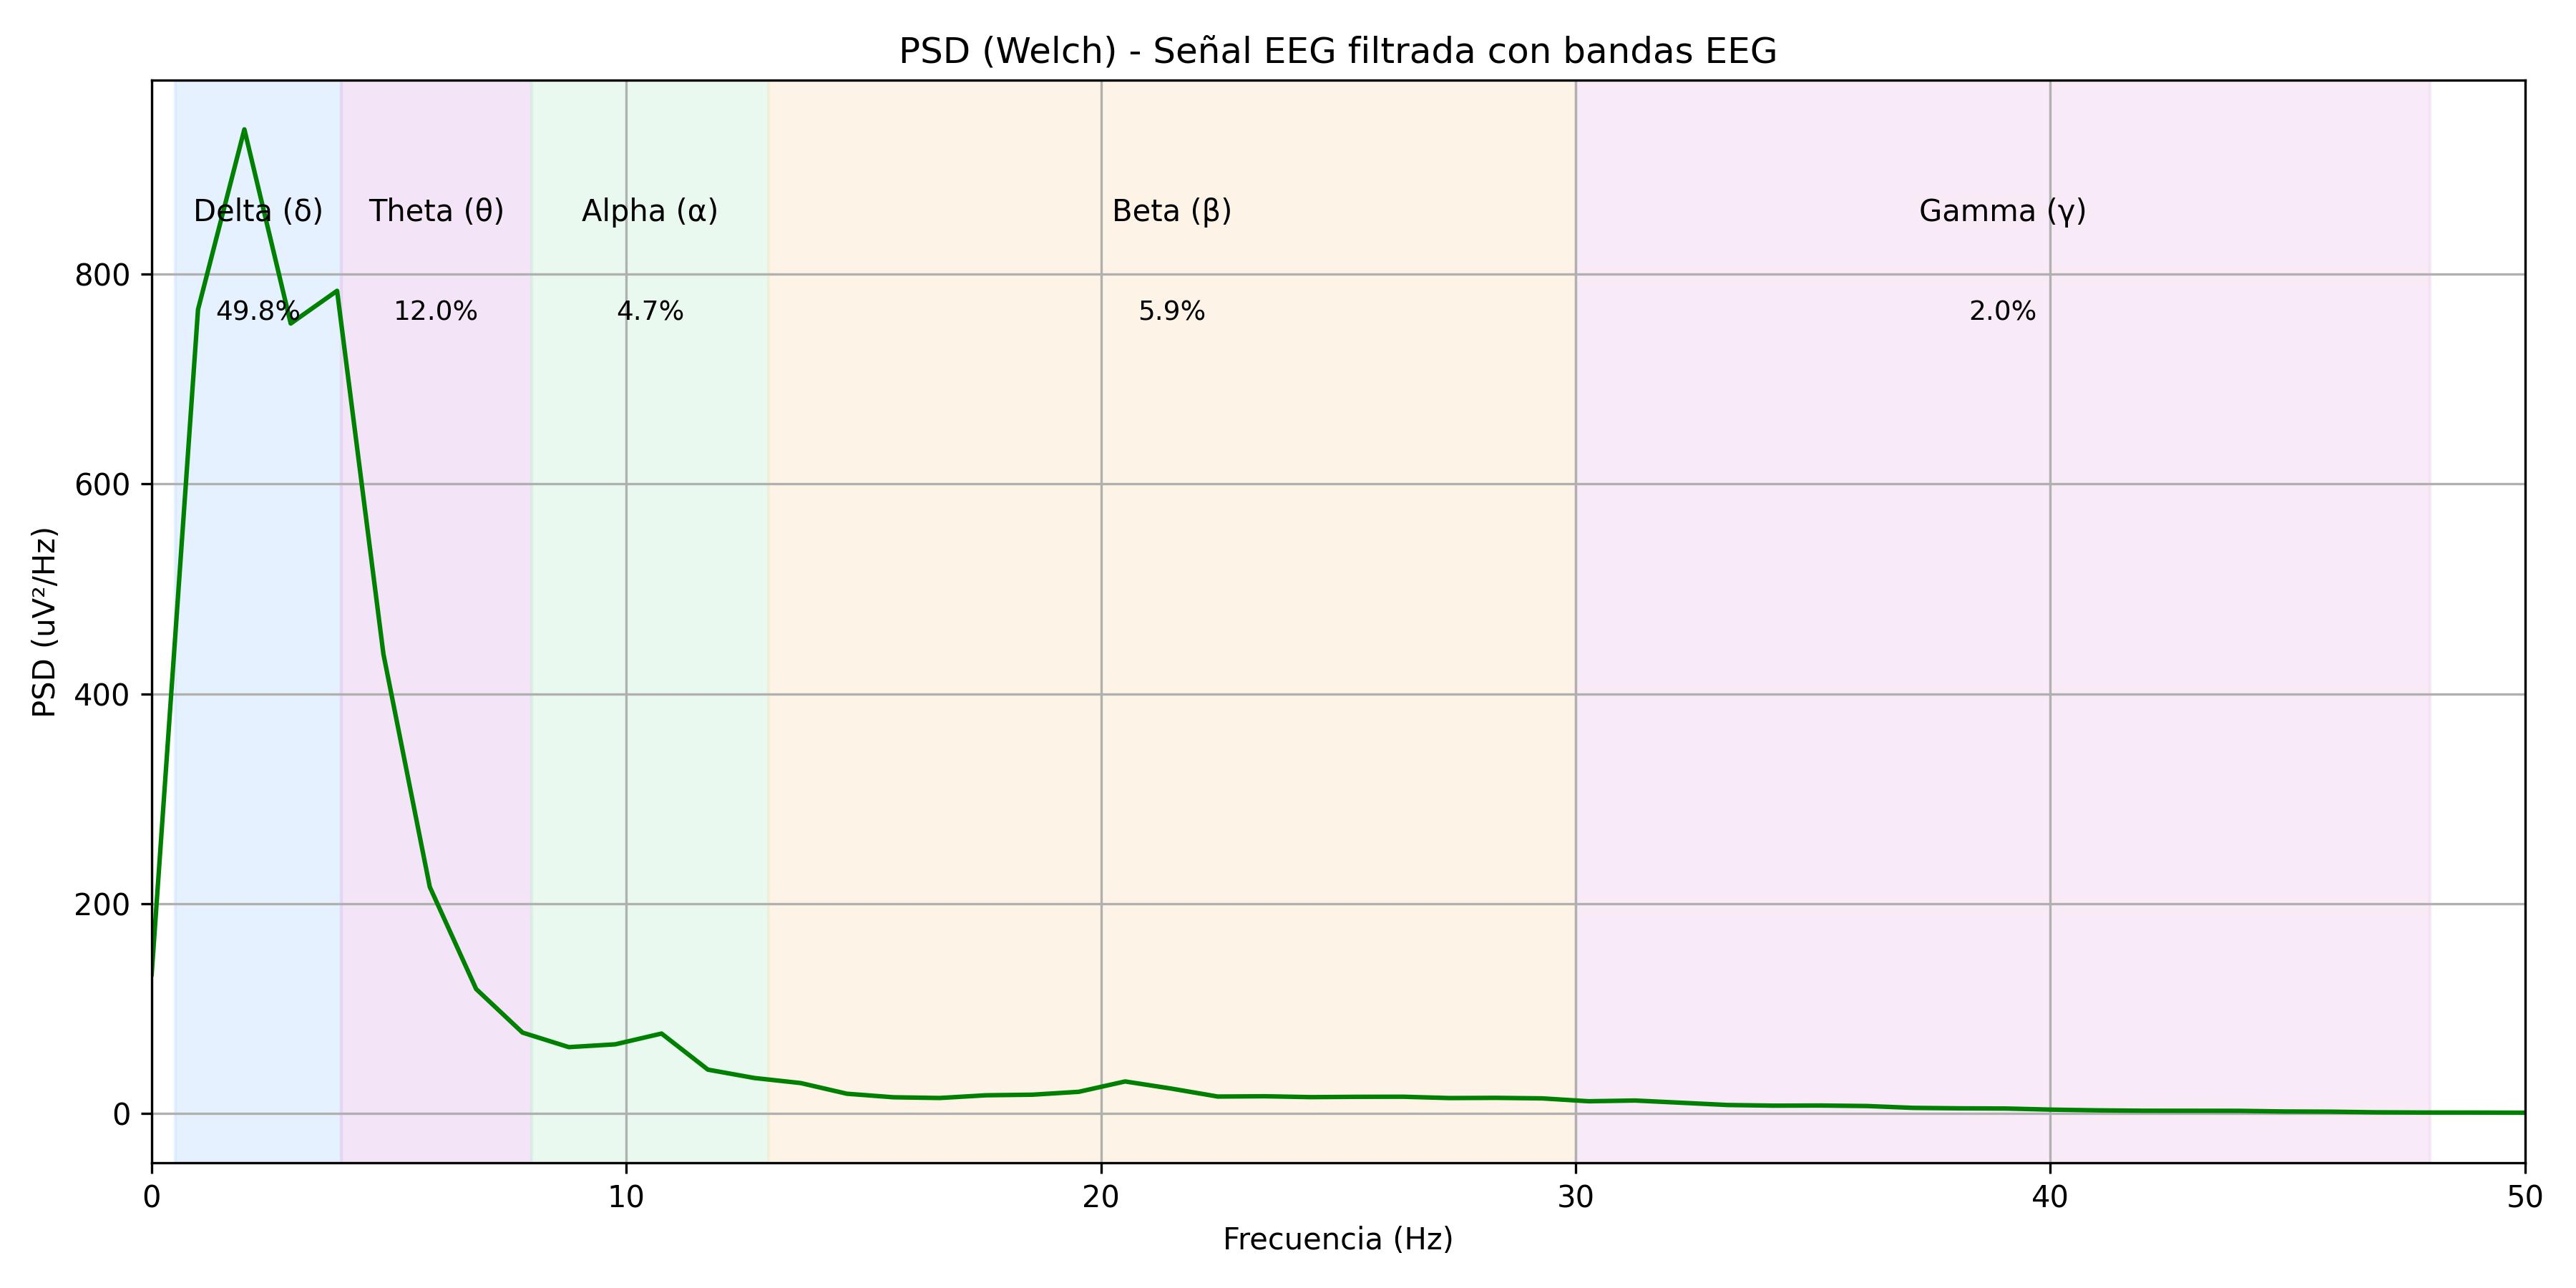 PSD (Welch) - Señal EEG filtrada con bandas EEG
Delta (δ) Theta (θ) Alpha (α) Beta (β) Gamma (γ)
49.8% 12.0% 4.7% 5.9% 2.0%
PSD (uV²/Hz)
800
600
400
200
0
0 10 20 30 40 50
Frecuencia (Hz)